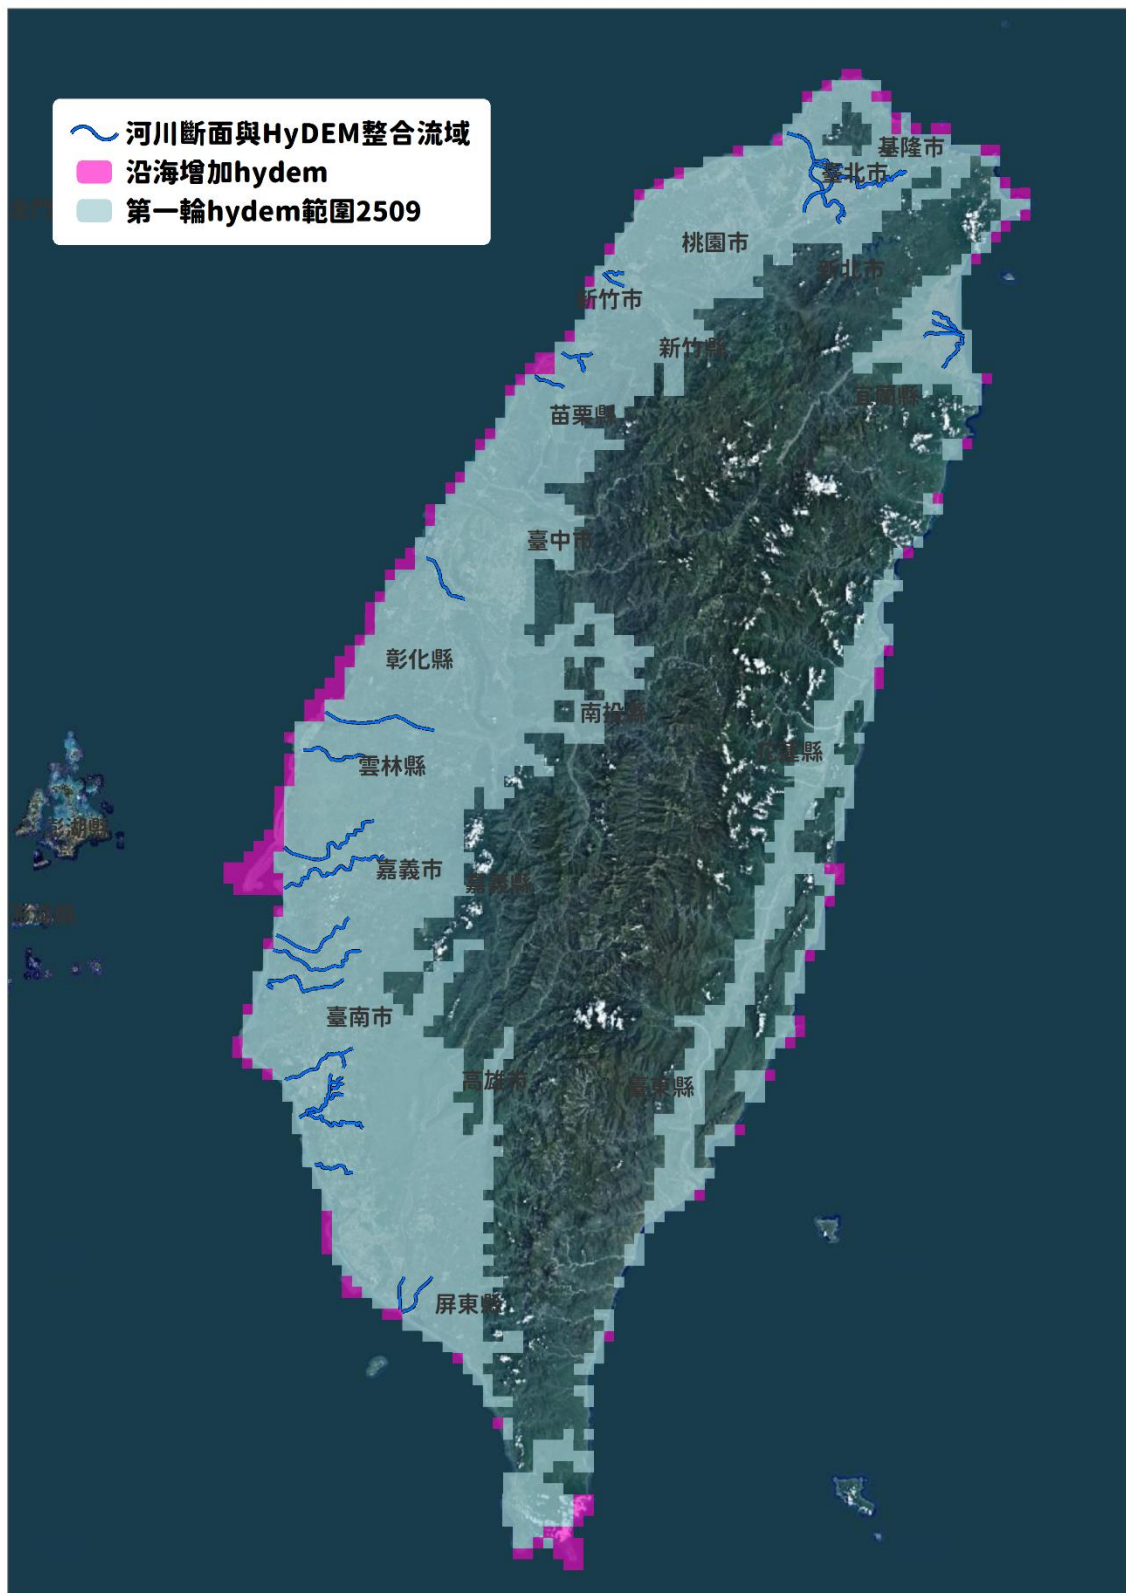 河川斷面與HyDEM整合流域
沿海增加hydem
第一輪hydem範圍2509
基隆市
臺北市
桃園市
新北市
新竹市
新竹縣
宜蘭縣
苗栗縣
臺中市
彰化縣
南投縣
花蓮縣
雲林縣
澎湖縣
嘉義市
嘉義縣
臺南市
高雄市
臺東縣
屏東縣